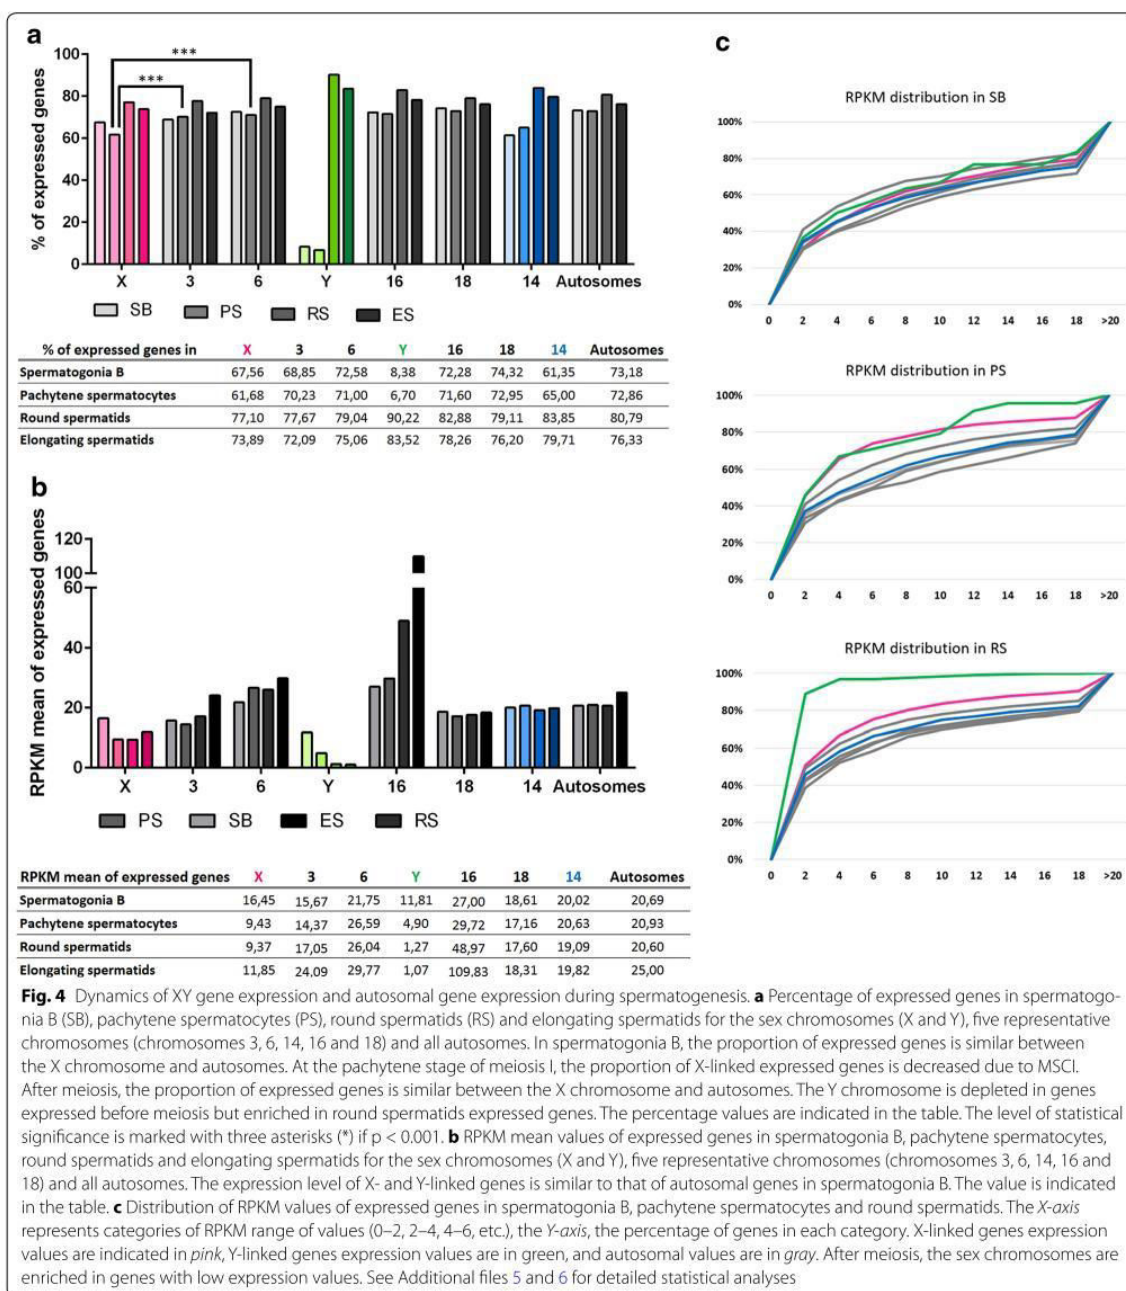 a
100
80
60
40
20
0
% of expressed genes
***
***
X 3 6 Y 16 18 14 Autosomes
SB PS RS ES
% of expressed genes in X 3 6 Y 16 18 14 Autosomes
Spermatogonia B 67,56 68,85 72,58 8,38 72,28 74,32 61,35 73,18
Pachytene spermatocytes 61,68 70,23 71,00 6,70 71,60 72,95 65,00 72,86
Round spermatids 77,10 77,67 79,04 90,22 82,88 79,11 83,85 80,79
Elongating spermatids 73,89 72,09 75,06 83,52 78,26 76,20 79,71 76,33
b
120
100
60
40
20
0
RPKM mean of expressed genes
X 3 6 Y 16 18 14 Autosomes
PS SB ES RS
RPKM mean of expressed genes X 3 6 Y 16 18 14 Autosomes
Spermatogonia B 16,45 15,67 21,75 11,81 27,00 18,61 20,02 20,69
Pachytene spermatocytes 9,43 14,37 26,59 4,90 29,72 17,16 20,63 20,93
Round spermatids 9,37 17,05 26,04 1,27 48,97 17,60 19,09 20,60
Elongating spermatids 11,85 24,09 29,77 1,07 109,83 18,31 19,82 25,00
c
RPKM distribution in SB
100%
80%
60%
40%
20%
0%
0 2 4 6 8 10 12 14 16 18 >20
RPKM distribution in PS
100%
80%
60%
40%
20%
0%
0 2 4 6 8 10 12 14 16 18 >20
RPKM distribution in RS
100%
80%
60%
40%
20%
0%
0 2 4 6 8 10 12 14 16 18 >20
Fig. 4 Dynamics of XY gene expression and autosomal gene expression during spermatogenesis. a Percentage of expressed genes in spermatogo-
nia B (SB), pachytene spermatocytes (PS), round spermatids (RS) and elongating spermatids for the sex chromosomes (X and Y), five representative
chromosomes (chromosomes 3, 6, 14, 16 and 18) and all autosomes. In spermatogonia B, the proportion of expressed genes is similar between
the X chromosome and autosomes. At the pachytene stage of meiosis I, the proportion of X-linked expressed genes is decreased due to MSCI.
After meiosis, the proportion of expressed genes is similar between the X chromosome and autosomes. The Y chromosome is depleted in genes
expressed before meiosis but enriched in round spermatids expressed genes. The percentage values are indicated in the table. The level of statistical
significance is marked with three asterisks (*) if p < 0.001. b RPKM mean values of expressed genes in spermatogonia B, pachytene spermatocytes,
round spermatids and elongating spermatids for the sex chromosomes (X and Y), five representative chromosomes (chromosomes 3, 6, 14, 16 and
18) and all autosomes. The expression level of X- and Y-linked genes is similar to that of autosomal genes in spermatogonia B. The value is indicated
in the table. c Distribution of RPKM values of expressed genes in spermatogonia B, pachytene spermatocytes and round spermatids. The X-axis
represents categories of RPKM range of values (0–2, 2–4, 4–6, etc.), the Y-axis, the percentage of genes in each category. X-linked genes expression
values are indicated in pink, Y-linked genes expression values are in green, and autosomal values are in gray. After meiosis, the sex chromosomes are
enriched in genes with low expression values. See Additional files 5 and 6 for detailed statistical analyses